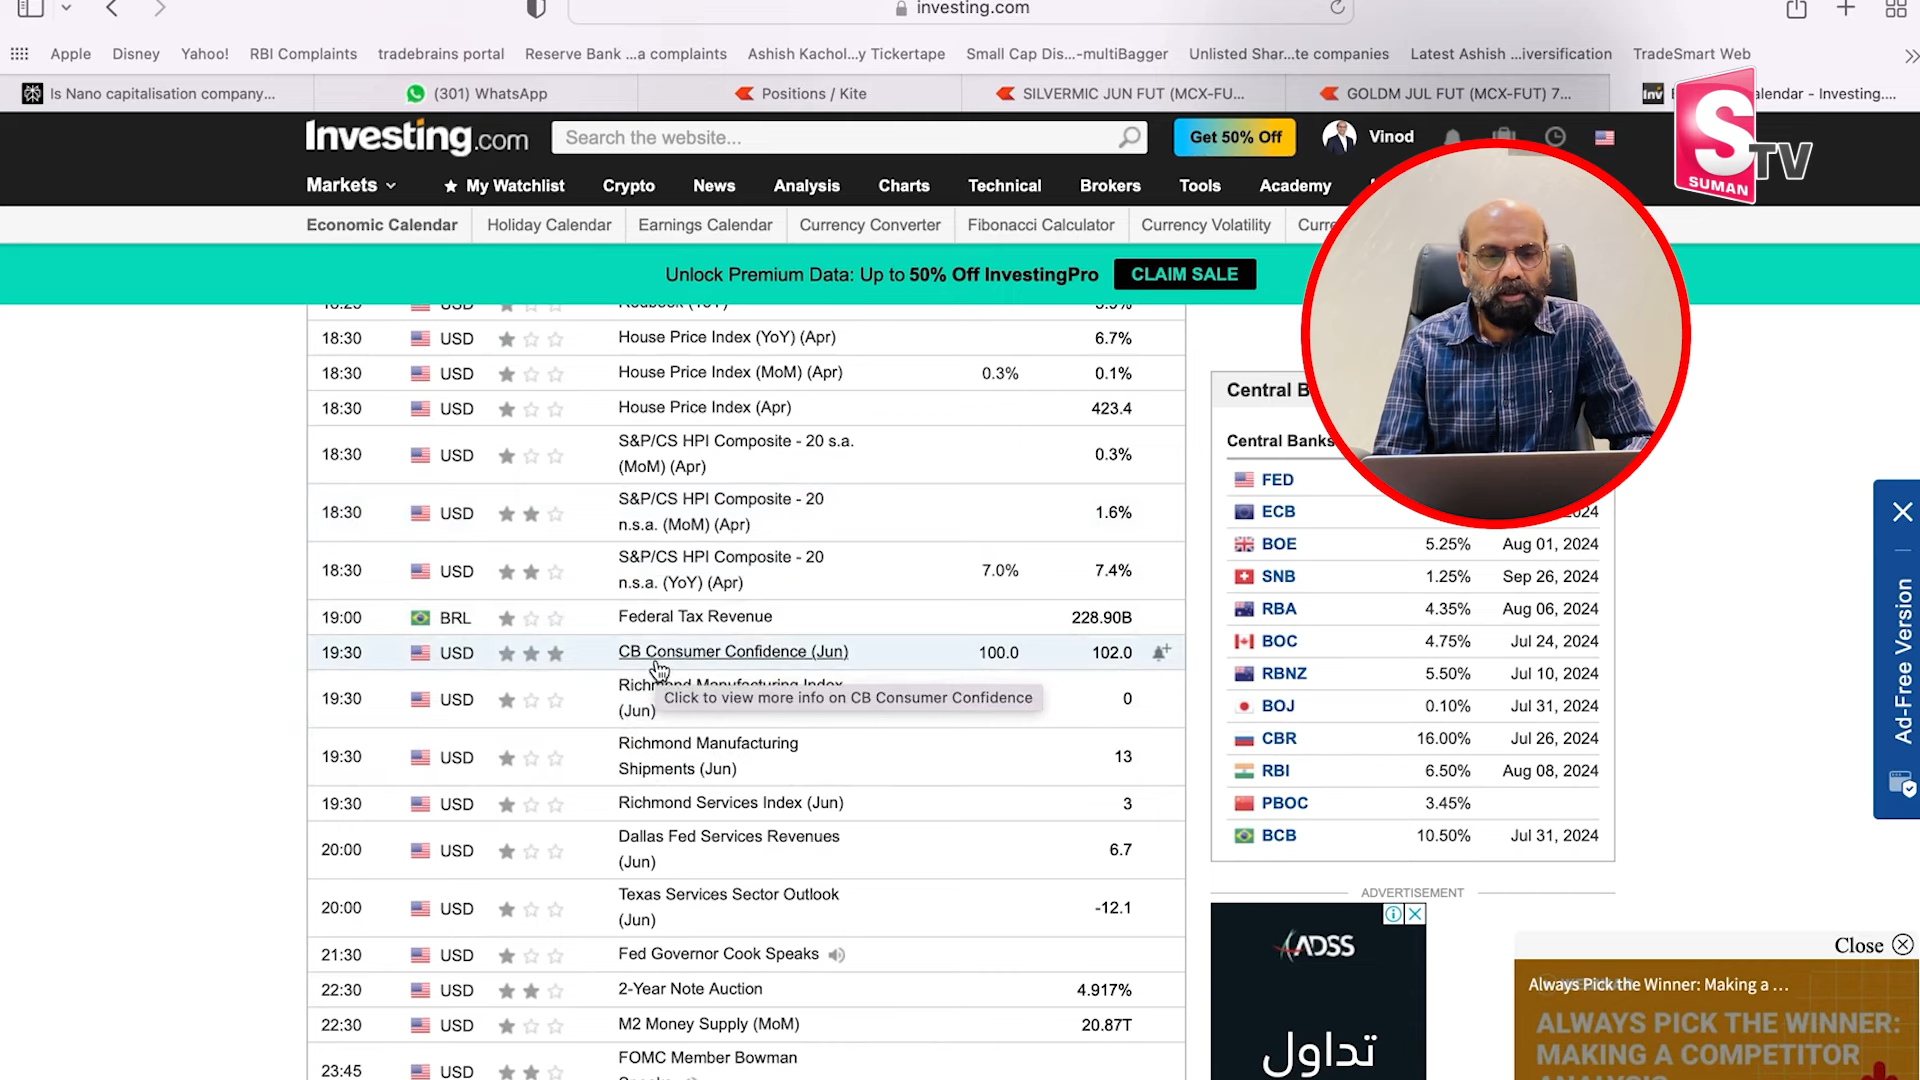 investing.com
Apple Disney Yahoo! RBI Complaints tradebrains portal Reserve Bank ...a complaints Ashish Kachol...y Tickertape Small Cap Dis...-multiBagger Unlisted Shar...te companies Latest Ashish ...iversification TradeSmart Web
Is Nano capitalisation company... (301) WhatsApp Positions / Kite SILVERMIC JUN FUT (MCX-FU... GOLDM JUL FUT (MCX-FUT) 7... alendar - Investing....
S TV
SUMAN
Investing.com Search the website... Get 50% Off Vinod
Markets My Watchlist Crypto News Analysis Charts Technical Brokers Tools Academy
Economic Calendar Holiday Calendar Earnings Calendar Currency Converter Fibonacci Calculator Currency Volatility
Unlock Premium Data: Up to 50% Off InvestingPro CLAIM SALE
18:30 USD House Price Index (YoY) (Apr) 6.7%
18:30 USD House Price Index (MoM) (Apr) 0.3% 0.1%
18:30 USD House Price Index (Apr) 423.4
18:30 USD S&P/CS HPI Composite - 20 s.a.
(MoM) (Apr) 0.3%
18:30 USD S&P/CS HPI Composite - 20
n.s.a. (MoM) (Apr) 1.6%
18:30 USD S&P/CS HPI Composite - 20
n.s.a. (YoY) (Apr) 7.0% 7.4%
19:00 BRL Federal Tax Revenue 228.90B
19:30 USD CB Consumer Confidence (Jun) 100.0 102.0
19:30 USD Richmond Manufacturing Index
(Jun) 0
Click to view more info on CB Consumer Confidence
19:30 USD Richmond Manufacturing
Shipments (Jun) 13
19:30 USD Richmond Services Index (Jun) 3
20:00 USD Dallas Fed Services Revenues
(Jun) 6.7
20:00 USD Texas Services Sector Outlook
(Jun) -12.1
21:30 USD Fed Governor Cook Speaks
22:30 USD 2-Year Note Auction 4.917%
22:30 USD M2 Money Supply (MoM) 20.87T
23:45 USD FOMC Member Bowman
Central B
Central Banks
FED
ECB 2024
BOE 5.25% Aug 01, 2024
SNB 1.25% Sep 26, 2024
RBA 4.35% Aug 06, 2024
BOC 4.75% Jul 24, 2024
RBNZ 5.50% Jul 10, 2024
BOJ 0.10% Jul 31, 2024
CBR 16.00% Jul 26, 2024
RBI 6.50% Aug 08, 2024
PBOC 3.45%
BCB 10.50% Jul 31, 2024
ADVERTISEMENT
ADSS
تداول
Ad-Free Version
Close
Always Pick the Winner: Making a ...
ALWAYS PICK THE WINNER:
MAKING A COMPETITOR